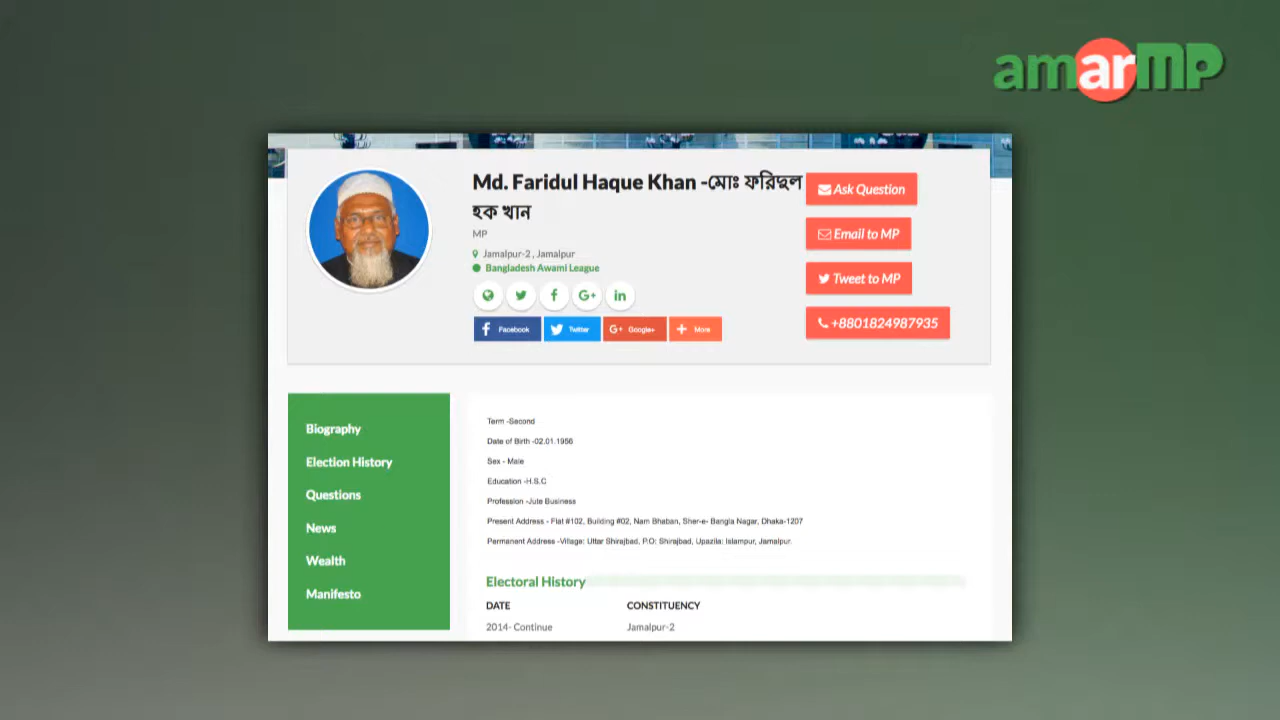 amarMP
Md. Faridul Haque Khan -মোঃ ফরিদুল
হক খান
MP
Jamalpur-2 , Jamalpur
Bangladesh Awami League
Facebook
Twitter
Google+
More
Ask Question
Email to MP
Tweet to MP
+8801824987935
Biography
Election History
Questions
News
Wealth
Manifesto
Term -Second
Date of Birth -02.01.1956
Sex - Male
Education -H.S.C
Profession -Jute Business
Present Address - Flat #102, Building #02, Nam Bhaban, Sher-e- Bangla Nagar, Dhaka-1207
Permanent Address -Village: Uttar Shirajbad, P.O: Shirajbad, Upazila: Islampur, Jamalpur.
Electoral History
DATE CONSTITUENCY
2014- Continue Jamalpur-2